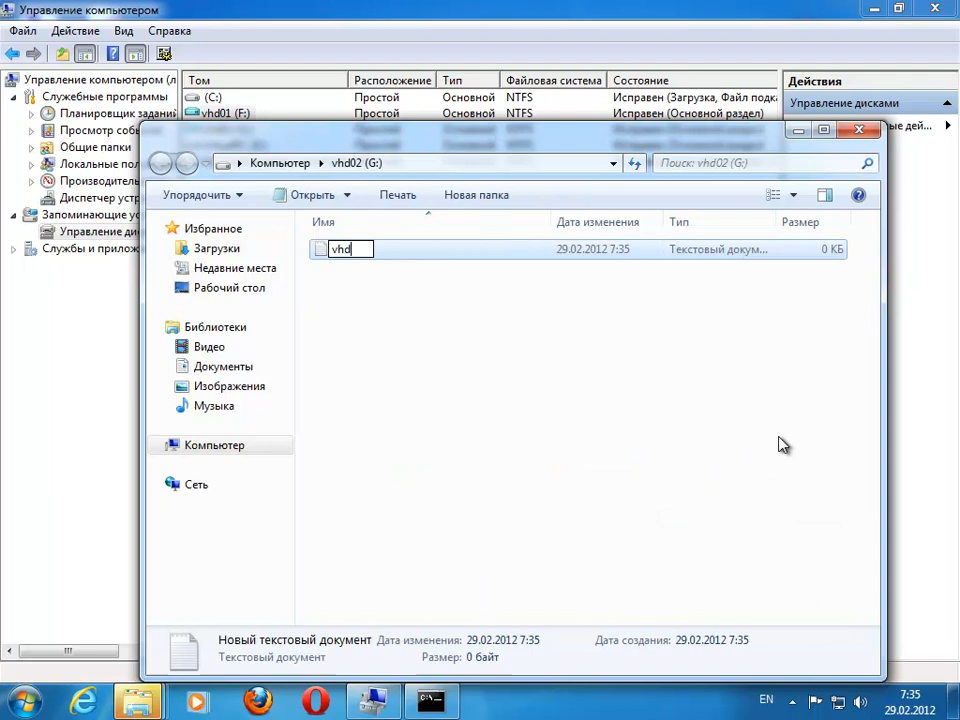 Управление компьютером
Файл Действие Вид Справка
Управление компьютером (л
Служебные программы
Планировщик заданий
Просмотр собы
Общие папки
Локальные пол
Производитель
Диспетчер устр
Запоминающие ус
Управление дис
Службы и прилож
Том Расположение Тип Файловая система Состояние
(C:) Простой Основной NTFS Исправен (Загрузка, Файл подка
vhd01 (F:) Простой Основной NTFS Исправен (Основной раздел)
Действия
Управление дисками
ные дей...
Компьютер vhd02 (G:)
Поиск: vhd02 (G:)
Упорядочить Открыть Печать Новая папка
Имя Дата изменения Тип Размер
vhd 29.02.2012 7:35 Текстовый докум... 0 КБ
Избранное
Загрузки
Недавние места
Рабочий стол
Библиотеки
Видео
Документы
Изображения
Музыка
Компьютер
Сеть
Новый текстовый документ Дата изменения: 29.02.2012 7:35 Дата создания: 29.02.2012 7:35
Текстовый документ Размер: 0 байт
EN
7:35
29.02.2012